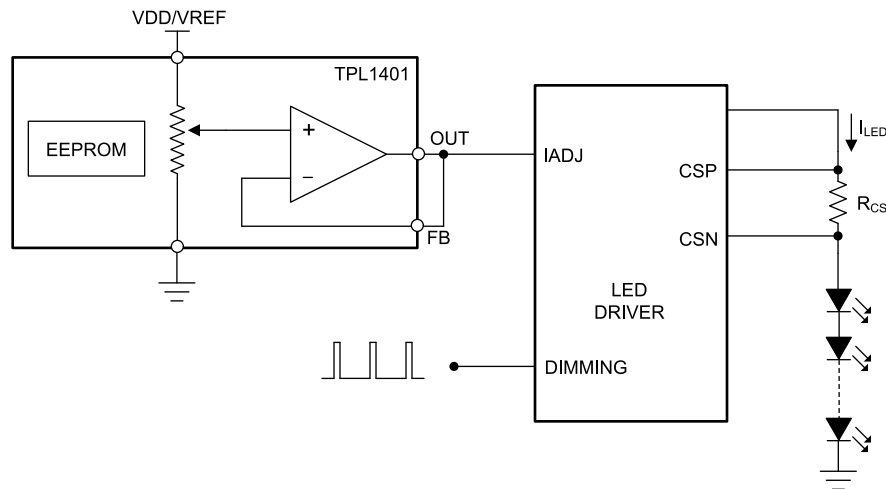 VDD/VREF
TPL1401
EEPROM
+
−
OUT
FB
IADJ
CSP
CSN
LED
DRIVER
DIMMING
ILED
RCS